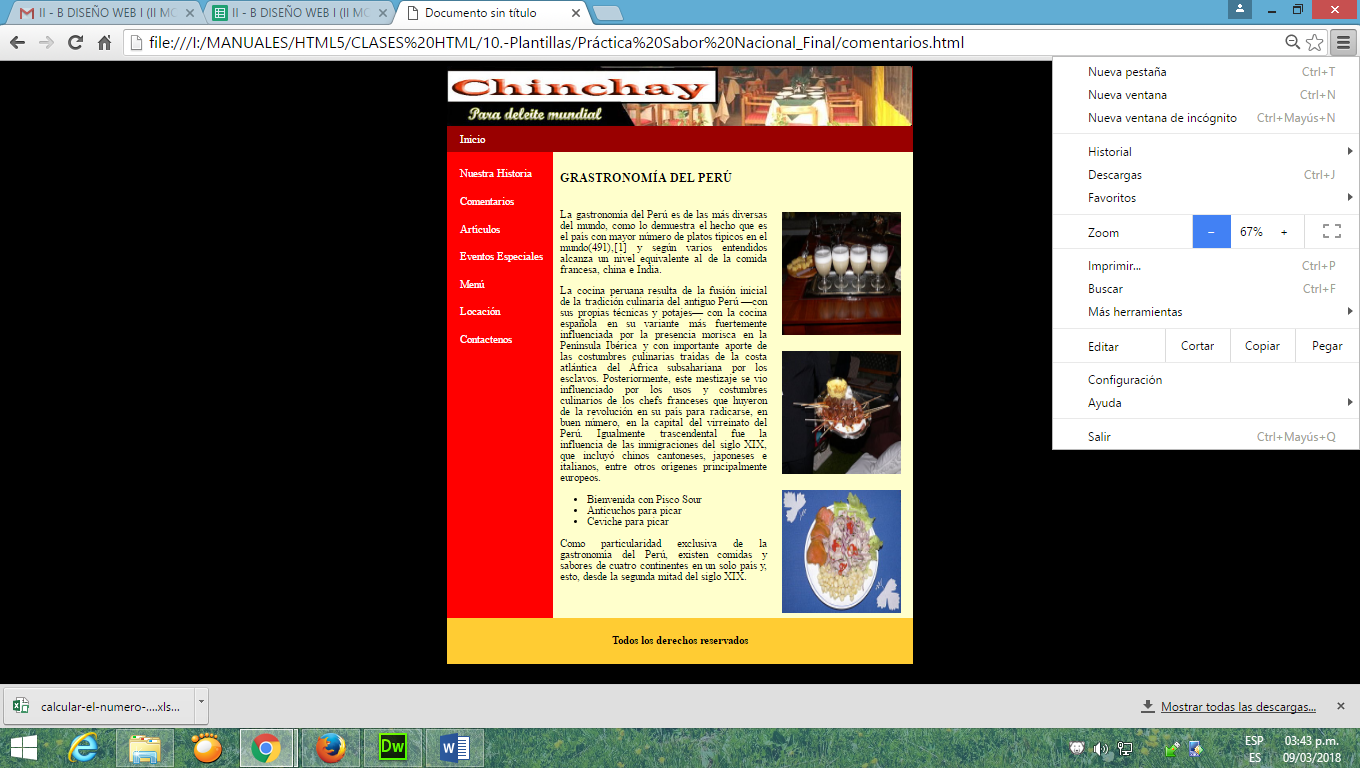 II - B DISEÑO WEB I (II MO
II - B DISEÑO WEB I (II MO
Documento sin título
file:///I:/MANUALES/HTML5/CLASES%20HTML/10.-Plantillas/Práctica%20Sabor%20Nacional_Final/comentarios.html
Chinchay
Para deleite mundial
Inicio
Nuestra Historia
Comentarios
Artículos
Eventos Especiales
Menú
Locación
Contactenos
GRASTRONOMÍA DEL PERÚ
La gastronomía del Perú es de las más diversas
del mundo, como lo demuestra el hecho que es
el país con mayor número de platos típicos en el
mundo(491),[1] y según varios entendidos
alcanza un nivel equivalente al de la comida
francesa, china e India.
La cocina peruana resulta de la fusión inicial
de la tradición culinaria del antiguo Perú —con
sus propias técnicas y potajes— con la cocina
española en su variante más fuertemente
influenciada por la presencia morisca en la
Península Ibérica y con importante aporte de
las costumbres culinarias traídas de la costa
atlántica del África subsahariana por los
esclavos. Posteriormente, este mestizaje se vio
influenciado por los usos y costumbres
culinarios de los chefs franceses que huyeron
de la revolución en su país para radicarse, en
buen número, en la capital del virreinato del
Perú. Igualmente trascendental fue la
influencia de las inmigraciones del siglo XIX,
que incluyó chinos cantoneses, japoneses e
italianos, entre otros orígenes principalmente
europeos.
• Bienvenida con Pisco Sour
• Anticuchos para picar
• Ceviche para picar
Como particularidad exclusiva de la
gastronomía del Perú, existen comidas y
sabores de cuatro continentes en un solo país y,
esto, desde la segunda mitad del siglo XIX.
Todos los derechos reservados
Nueva pestaña Ctrl+T
Nueva ventana Ctrl+N
Nueva ventana de incógnito Ctrl+Mayús+N
Historial
Descargas Ctrl+J
Favoritos
Zoom − 67% +
Imprimir... Ctrl+P
Buscar Ctrl+F
Más herramientas
Editar Cortar Copiar Pegar
Configuración
Ayuda
Salir Ctrl+Mayús+Q
calcular-el-numero-....xls...
Mostrar todas las descargas...
Dw
ESP 03:43 p.m.
ES 09/03/2018